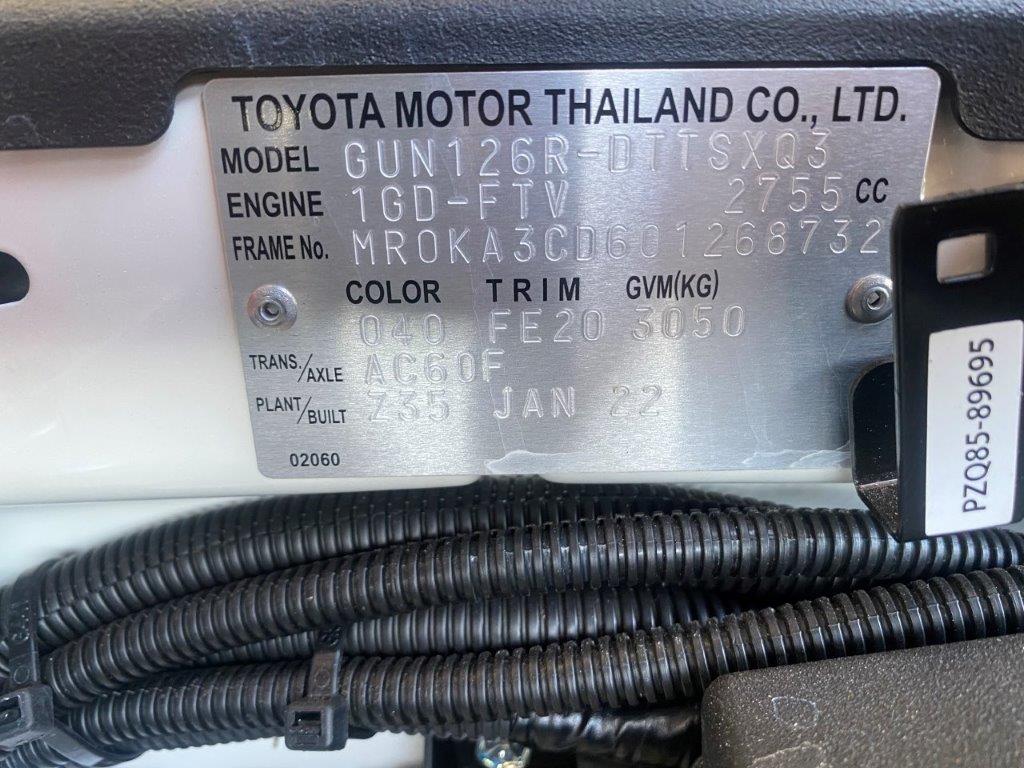 TOYOTA MOTOR THAILAND CO., LTD.
MODEL GUN126R-DTTSXQ3
ENGINE 1GD-FTV 2755 CC
FRAME No. MR0KA3CD601268732
COLOR TRIM GVM(KG)
040 FE20 3050
TRANS./AXLE AC60F
PLANT/BUILT Z35 JAN 22
02060
PZQ85-89695